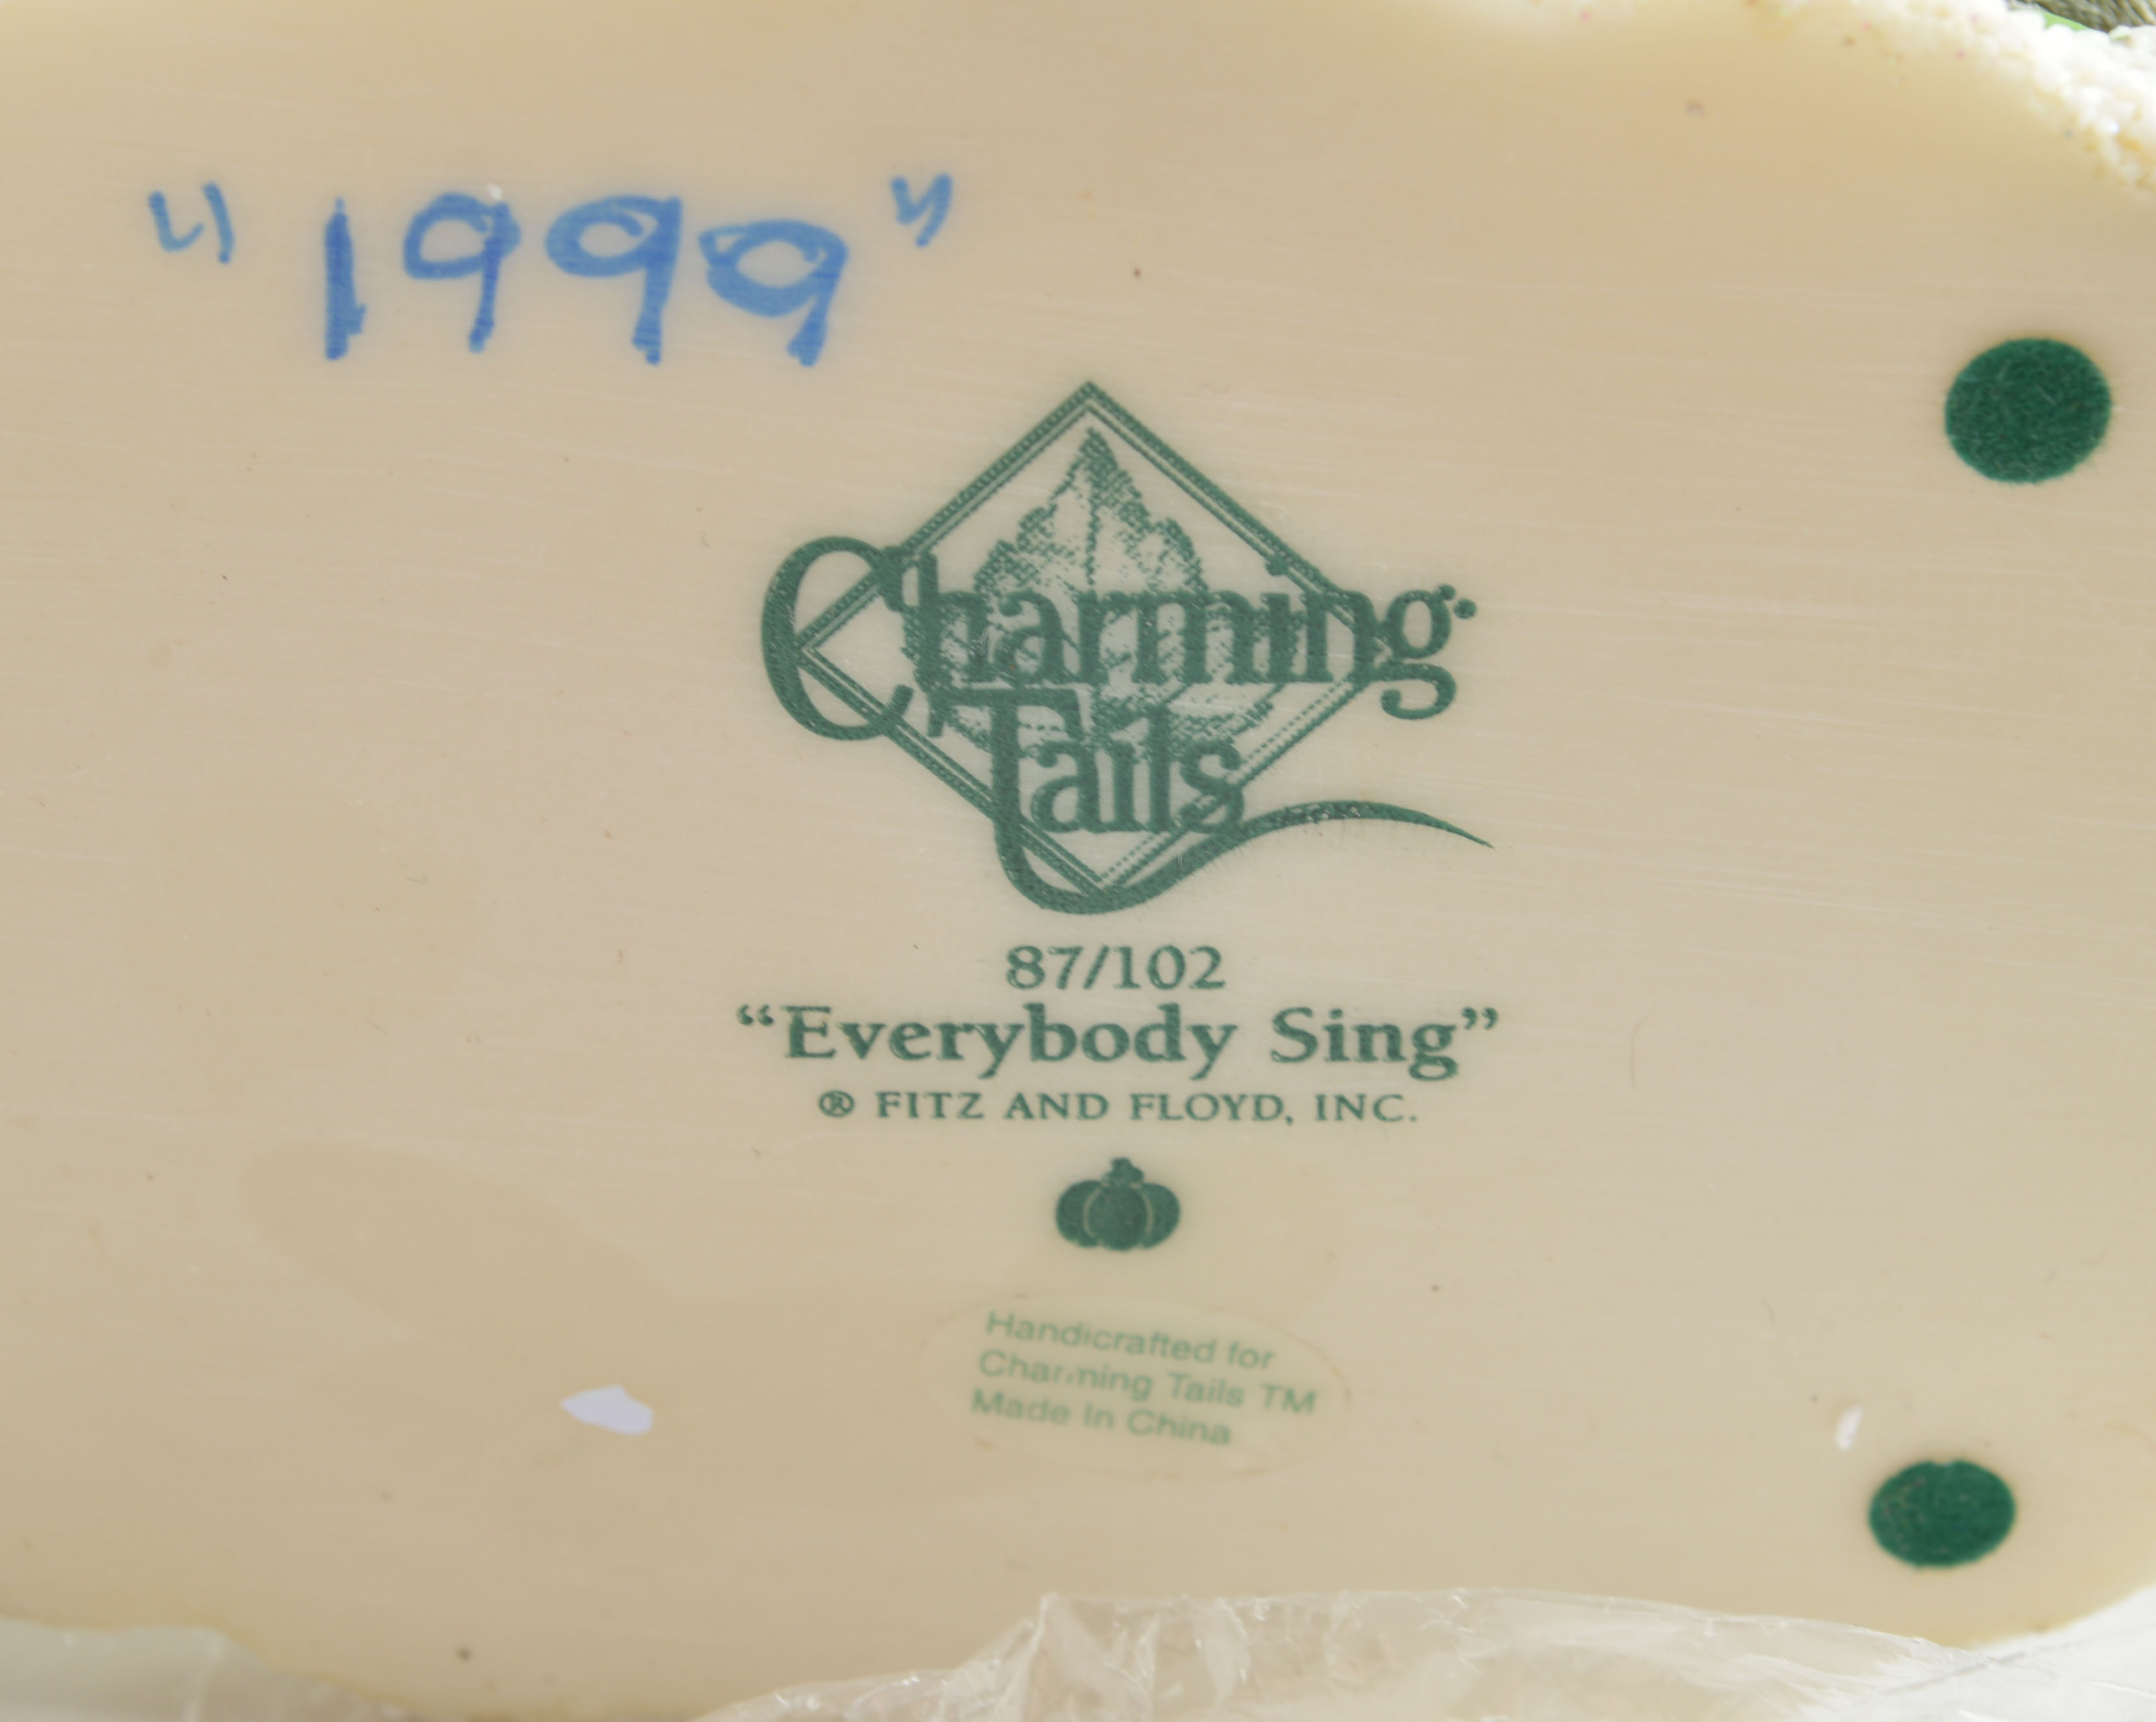 "1999"
Charming
Tails
87/102
“Everybody Sing”
® FITZ AND FLOYD, INC.
Handicrafted for
Charming Tails TM
Made In China